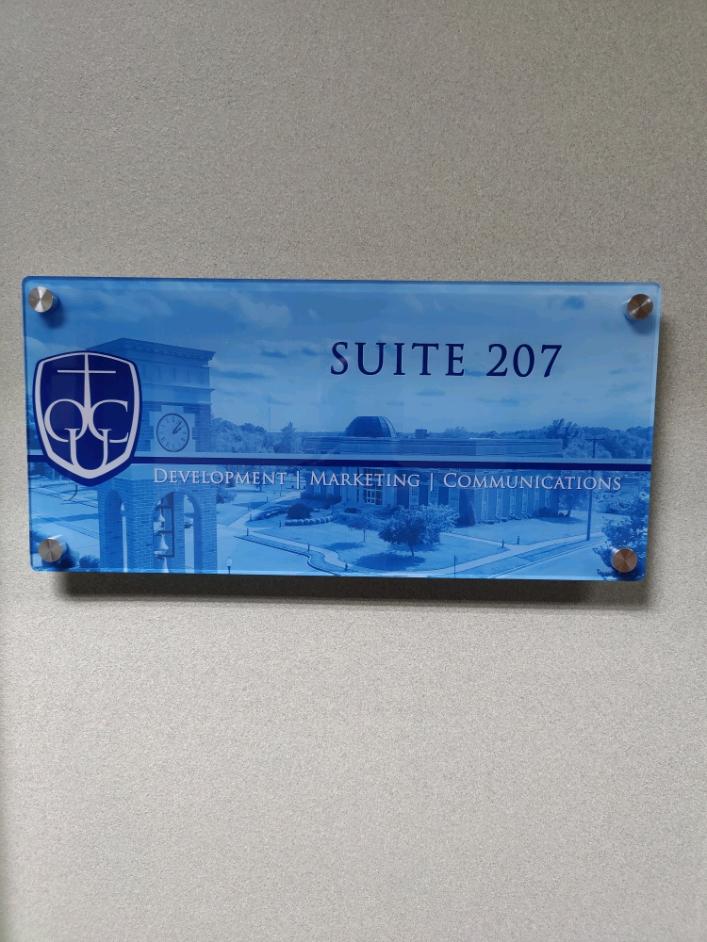 SUITE 207
DEVELOPMENT | MARKETING | COMMUNICATIONS